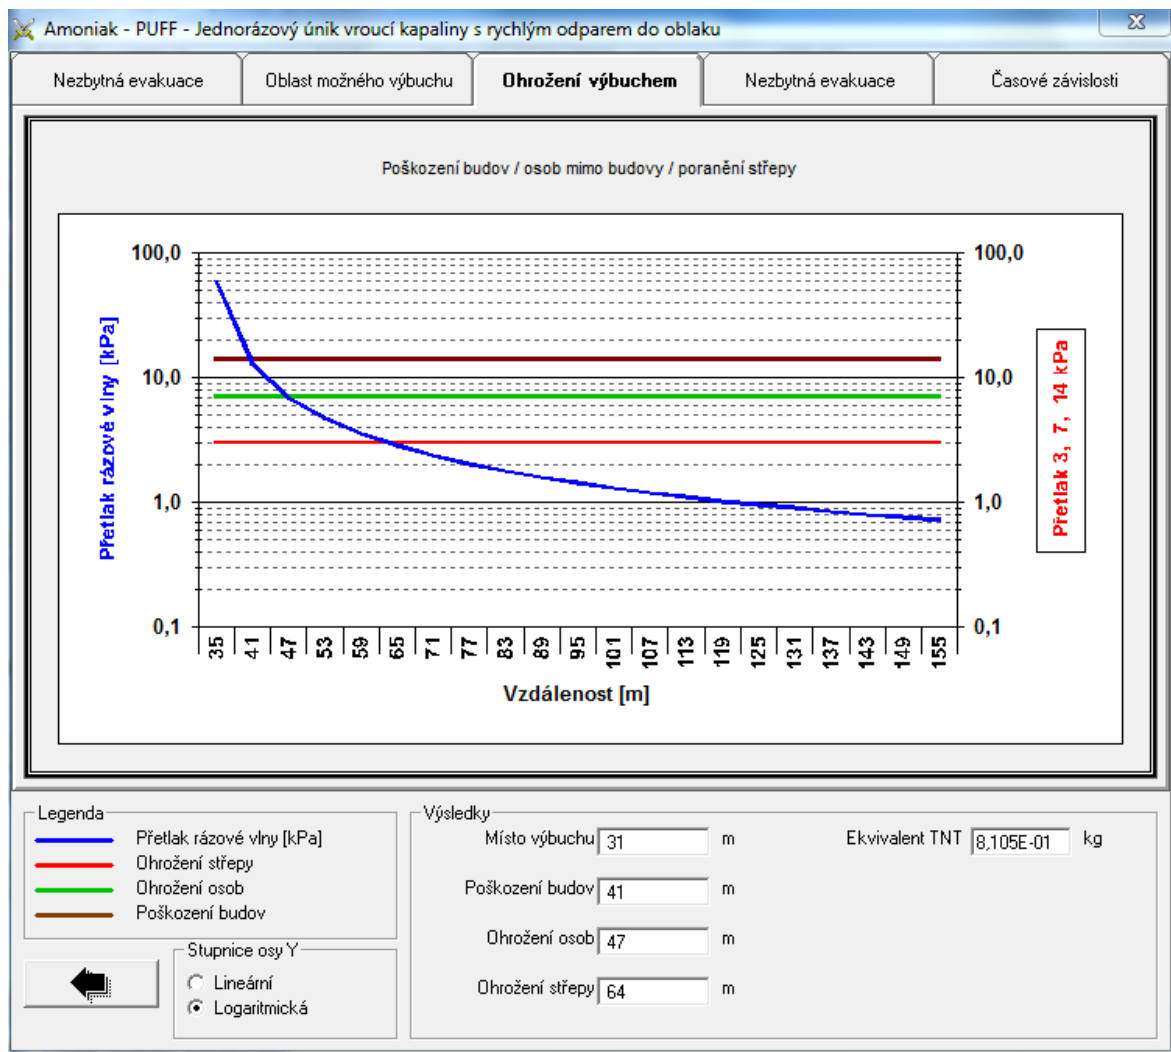 Amoniak - PUFF - Jednorázový únik vroucí kapaliny s rychlým odparem do oblaku
Nezbytná evakuace
Oblast možného výbuchu
Ohrožení výbuchem
Nezbytná evakuace
Časové závislosti
Poškození budov / osob mimo budovy / poranění střepy
100,0
10,0
1,0
0,1
Přetlak rázové vlny [kPa]
100,0
10,0
1,0
0,1
Přetlak 3, 7, 14 kPa
35 41 47 53 59 65 71 77 83 89 95 101 107 113 119 125 131 137 143 149 155
Vzdálenost [m]
Legenda
Přetlak rázové vlny [kPa]
Ohrožení střepy
Ohrožení osob
Poškození budov
Stupnice osy Y
Lineární
Logaritmická
Výsledky
Místo výbuchu 31 m
Ekvivalent TNT 8,105E-01 kg
Poškození budov 41 m
Ohrožení osob 47 m
Ohrožení střepy 64 m